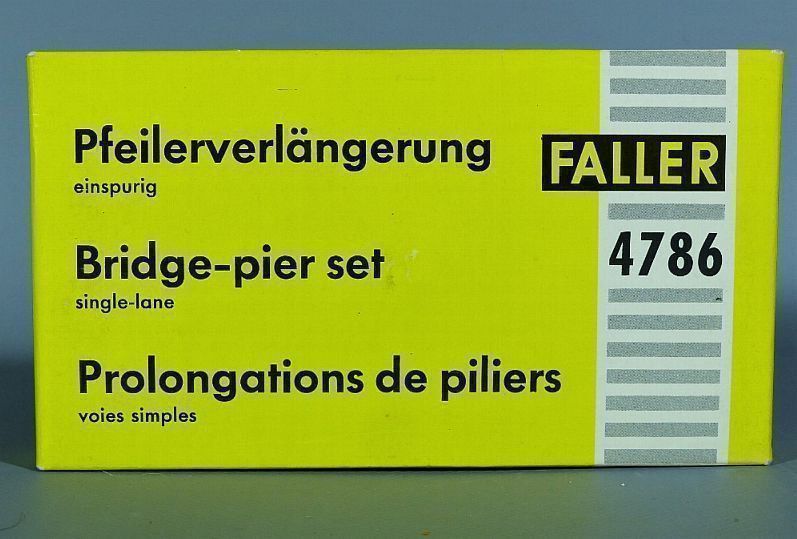 Pfeilerverlängerung
einspurig
FALLER
Bridge-pier set
single-lane
4786
Prolongations de piliers
voies simples